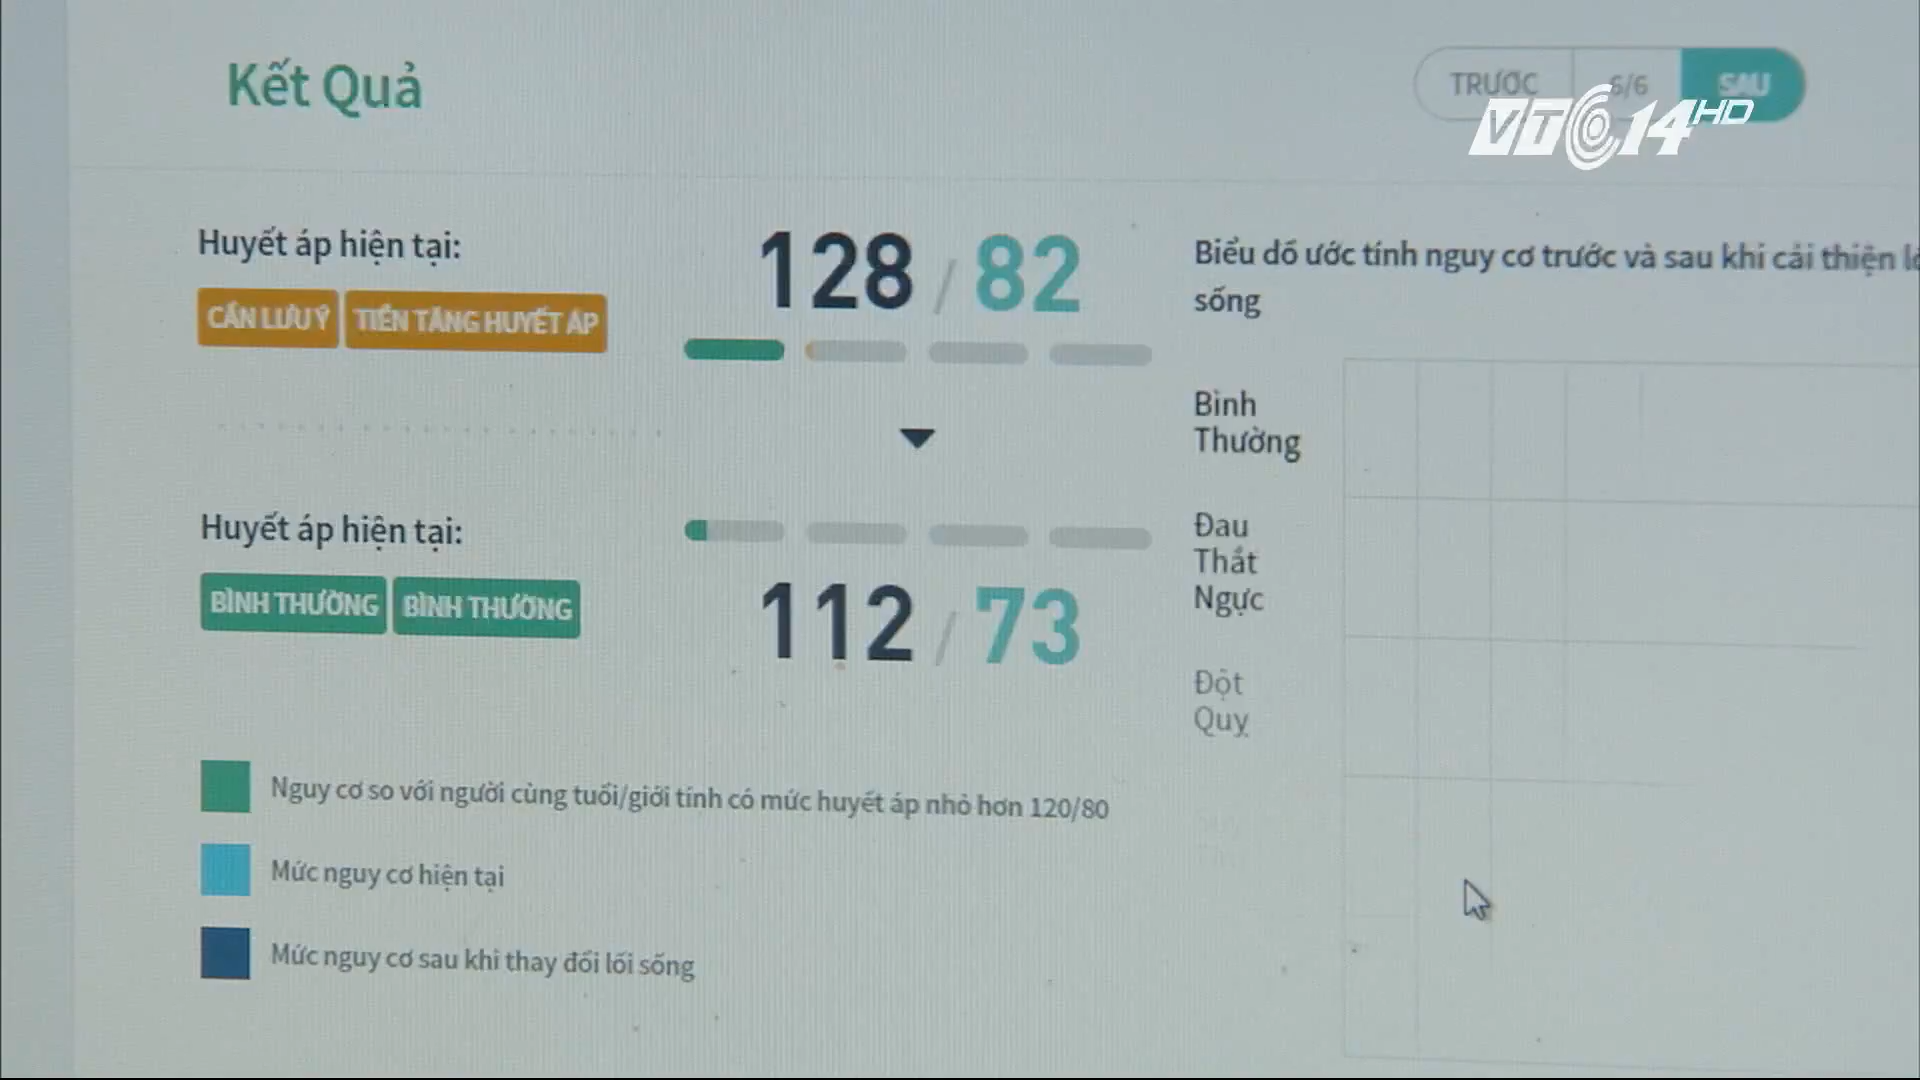 Kết Quả
TRƯỚC
6/6
SAU
VTC14HD
Huyết áp hiện tại:
128 / 82
CẦN LƯU Ý
TIỀN TĂNG HUYẾT ÁP
Huyết áp hiện tại:
BÌNH THƯỜNG
BÌNH THƯỜNG
112 / 73
Nguy cơ so với người cùng tuổi/giới tính có mức huyết áp nhỏ hơn 120/80
Mức nguy cơ hiện tại
Mức nguy cơ sau khi thay đổi lối sống
Biểu đồ ước tính nguy cơ trước và sau khi cải thiện
sống
Bình
Thường
Đau
Thắt
Ngực
Đột
Quỵ